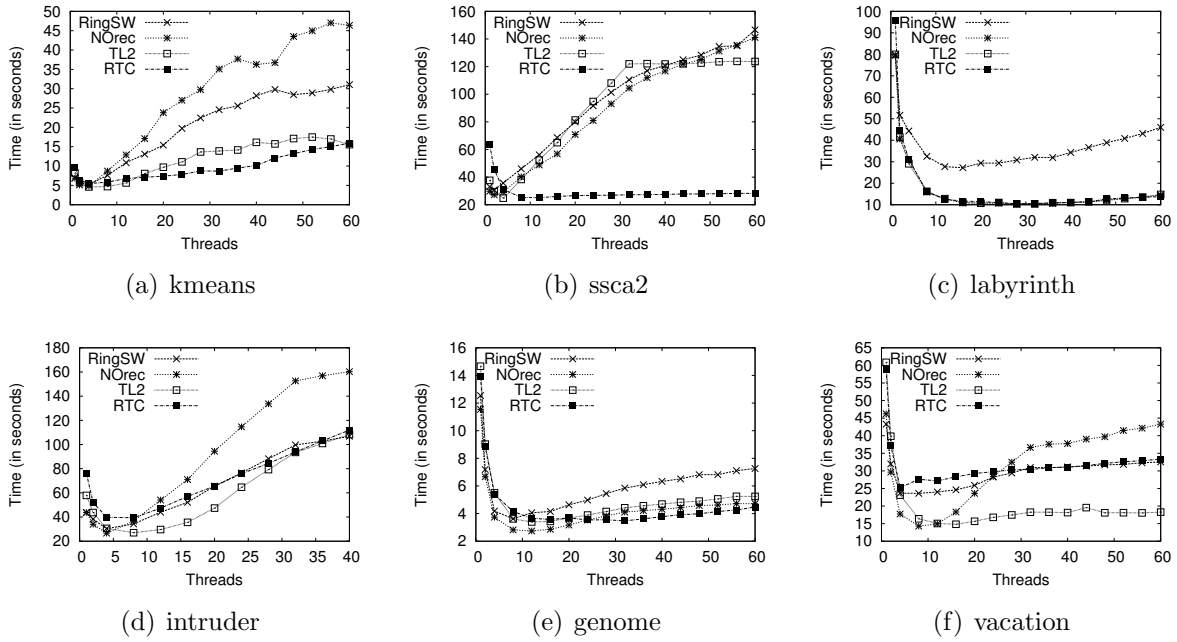 50
45
40
35
30
25
20
15
10
5
0
Time (in seconds)
RingSW
NOrec
TL2
RTC
0 10 20 30 40 50 60
Threads
(a) kmeans
160
140
120
100
80
60
40
20
Time (in seconds)
RingSW
NOrec
TL2
RTC
0 10 20 30 40 50 60
Threads
(b) ssca2
100
90
80
70
60
50
40
30
20
10
Time (in seconds)
RingSW
NOrec
TL2
RTC
0 10 20 30 40 50 60
Threads
(c) labyrinth
180
160
140
120
100
80
60
40
20
Time (in seconds)
RingSW
NOrec
TL2
RTC
0 5 10 15 20 25 30 35 40
Threads
(d) intruder
16
14
12
10
8
6
4
2
Time (in seconds)
RingSW
NOrec
TL2
RTC
0 10 20 30 40 50 60
Threads
(e) genome
65
60
55
50
45
40
35
30
25
20
15
10
Time (in seconds)
RingSW
NOrec
TL2
RTC
0 10 20 30 40 50 60
Threads
(f) vacation